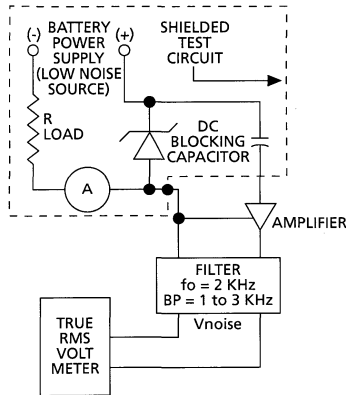 (-)
BATTERY
POWER
SUPPLY
(LOW NOISE
SOURCE)
(+)
SHIELDED
TEST
CIRCUIT
R
LOAD
DC
BLOCKING
CAPACITOR
A
AMPLIFIER
FILTER
fo = 2 KHz
BP = 1 to 3 KHz
Vnoise
TRUE
RMS
VOLT
METER